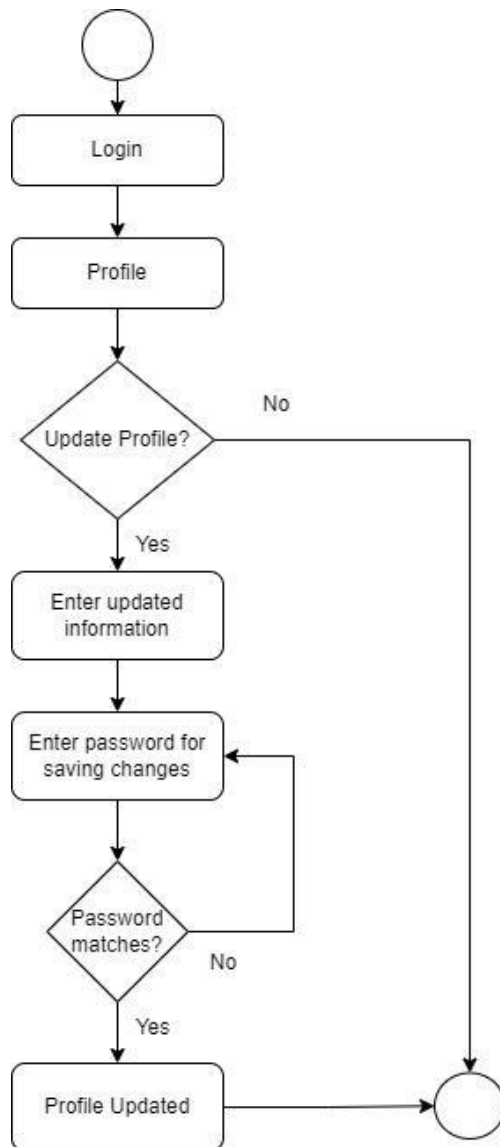 Login
Profile
No
Update Profile?
Yes
Enter updated
information
Enter password for
saving changes
Password
matches?
No
Yes
Profile Updated